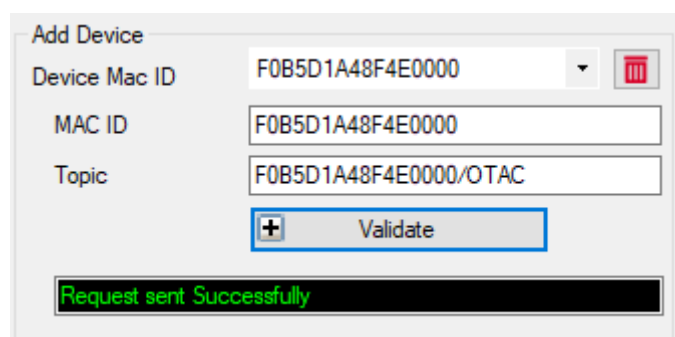 Add Device
Device Mac ID F0B5D1A48F4E0000
MAC ID F0B5D1A48F4E0000
Topic F0B5D1A48F4E0000/OTAC
Validate
Request sent Successfully